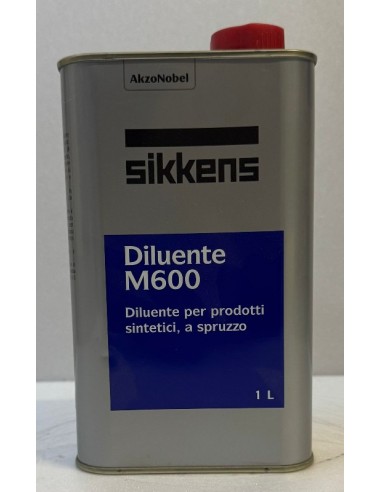 AkzoNobel
sikkens
Diluente
M600
Diluente per prodotti
sintetici, a spruzzo
1 L